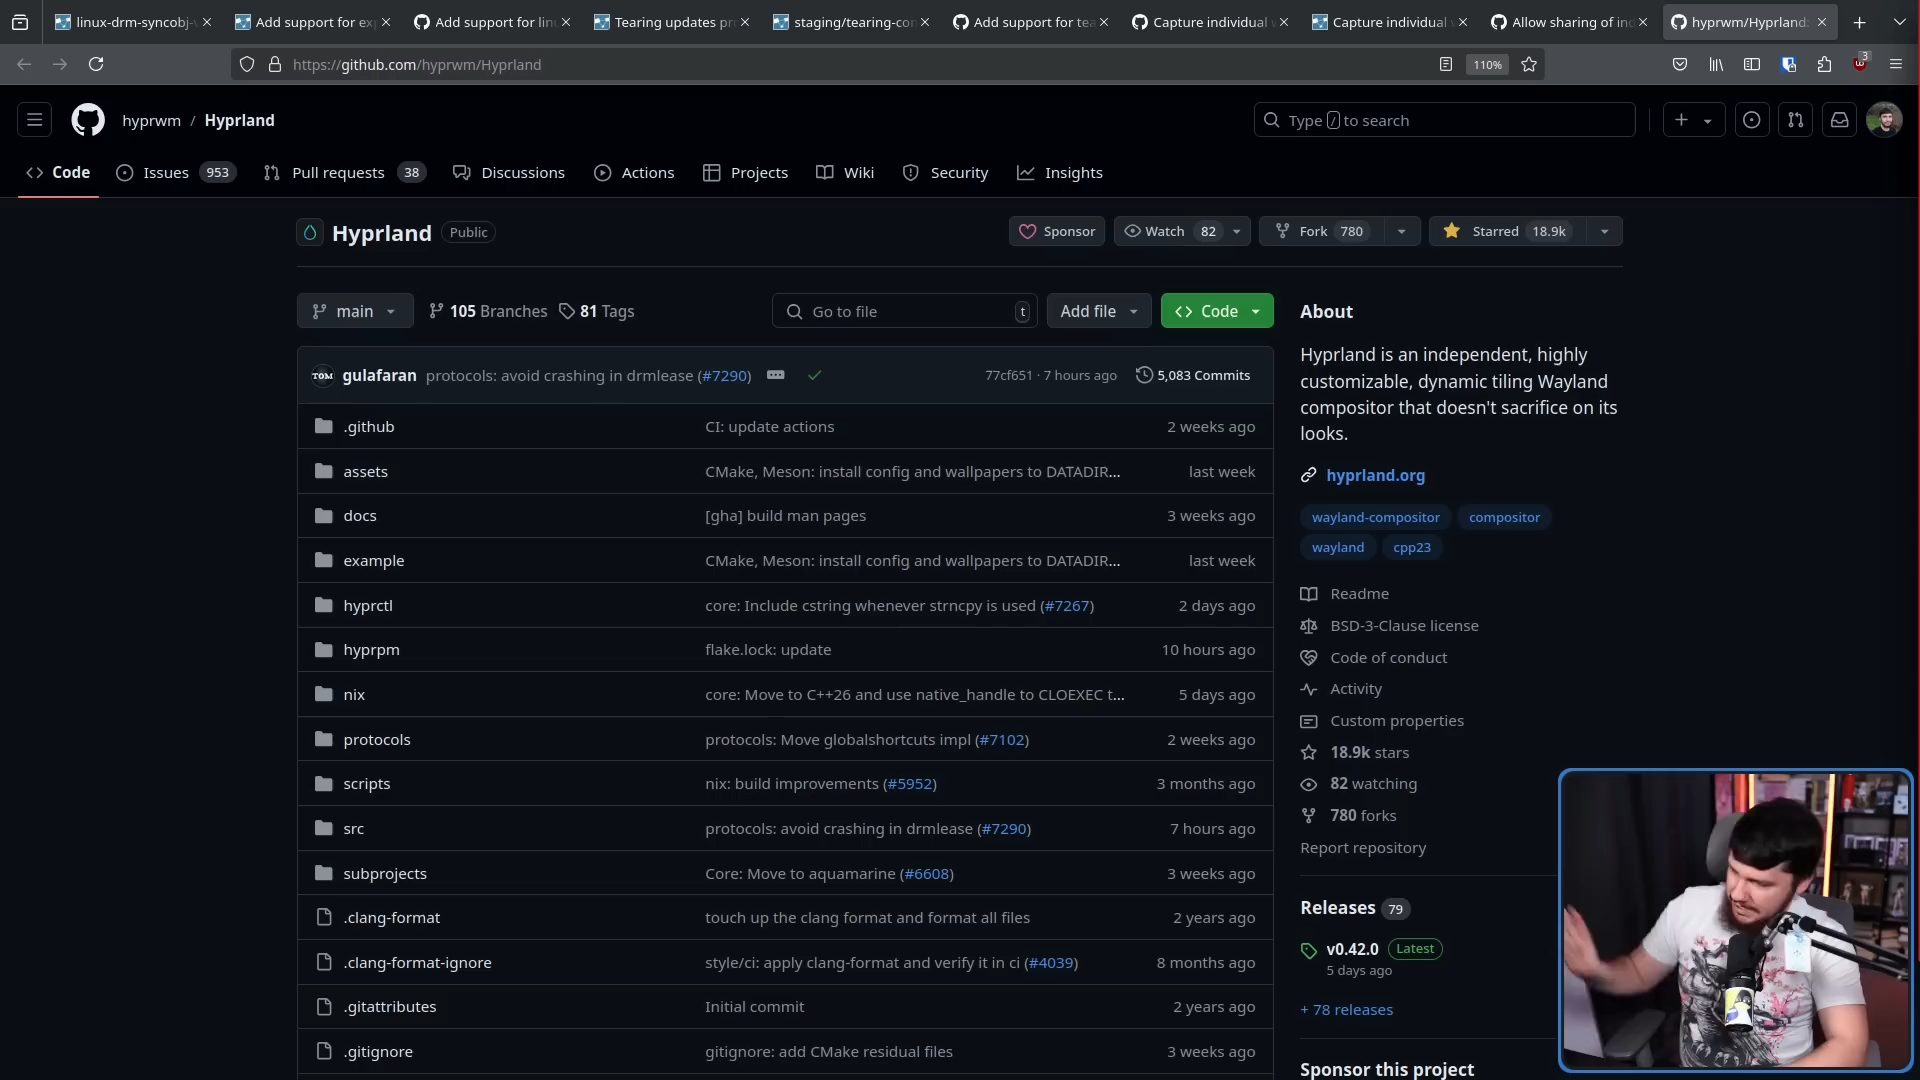 linux-drm-syncobj-v
Add support for exp
Add support for lin
Tearing updates pr
staging/tearing-con
Add support for tea
Capture individual w
Capture individual w
Allow sharing of ind
hyprwm/Hyprland:
https://github.com/hyprwm/Hyprland
110%
3
hyprwm / Hyprland
Type / to search
Code
Issues 953
Pull requests 38
Discussions
Actions
Projects
Wiki
Security
Insights
Hyprland Public
Sponsor
Watch 82
Fork 780
Starred 18.9k
main
105 Branches
81 Tags
Go to file t
Add file
Code
TOM gulafaran protocols: avoid crashing in drmlease (#7290) 77cf651 · 7 hours ago 5,083 Commits
.github CI: update actions 2 weeks ago
assets CMake, Meson: install config and wallpapers to DATADIR... last week
docs [gha] build man pages 3 weeks ago
example CMake, Meson: install config and wallpapers to DATADIR... last week
hyprctl core: Include cstring whenever strncpy is used (#7267) 2 days ago
hyprpm flake.lock: update 10 hours ago
nix core: Move to C++26 and use native_handle to CLOEXEC t... 5 days ago
protocols protocols: Move globalshortcuts impl (#7102) 2 weeks ago
scripts nix: build improvements (#5952) 3 months ago
src protocols: avoid crashing in drmlease (#7290) 7 hours ago
subprojects Core: Move to aquamarine (#6608) 3 weeks ago
.clang-format touch up the clang format and format all files 2 years ago
.clang-format-ignore style/ci: apply clang-format and verify it in ci (#4039) 8 months ago
.gitattributes Initial commit 2 years ago
.gitignore gitignore: add CMake residual files 3 weeks ago
About
Hyprland is an independent, highly
customizable, dynamic tiling Wayland
compositor that doesn't sacrifice on its
looks.
hyprland.org
wayland-compositor compositor
wayland cpp23
Readme
BSD-3-Clause license
Code of conduct
Activity
Custom properties
18.9k stars
82 watching
780 forks
Report repository
Releases 79
v0.42.0 Latest
5 days ago
+ 78 releases
Sponsor this project